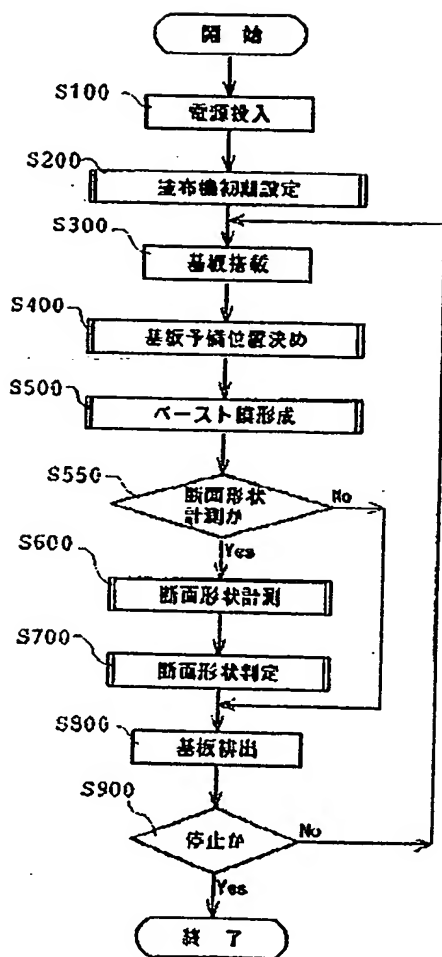 開 始
S100
電源投入
S200
塗布機初期設定
S300
基板搭載
S400
基板予備位置決め
S500
ペースト膜形成
S550
断面形状
計測か
No
Yes
S600
断面形状計測
S700
断面形状判定
S800
基板排出
S900
停止か
No
Yes
終 了